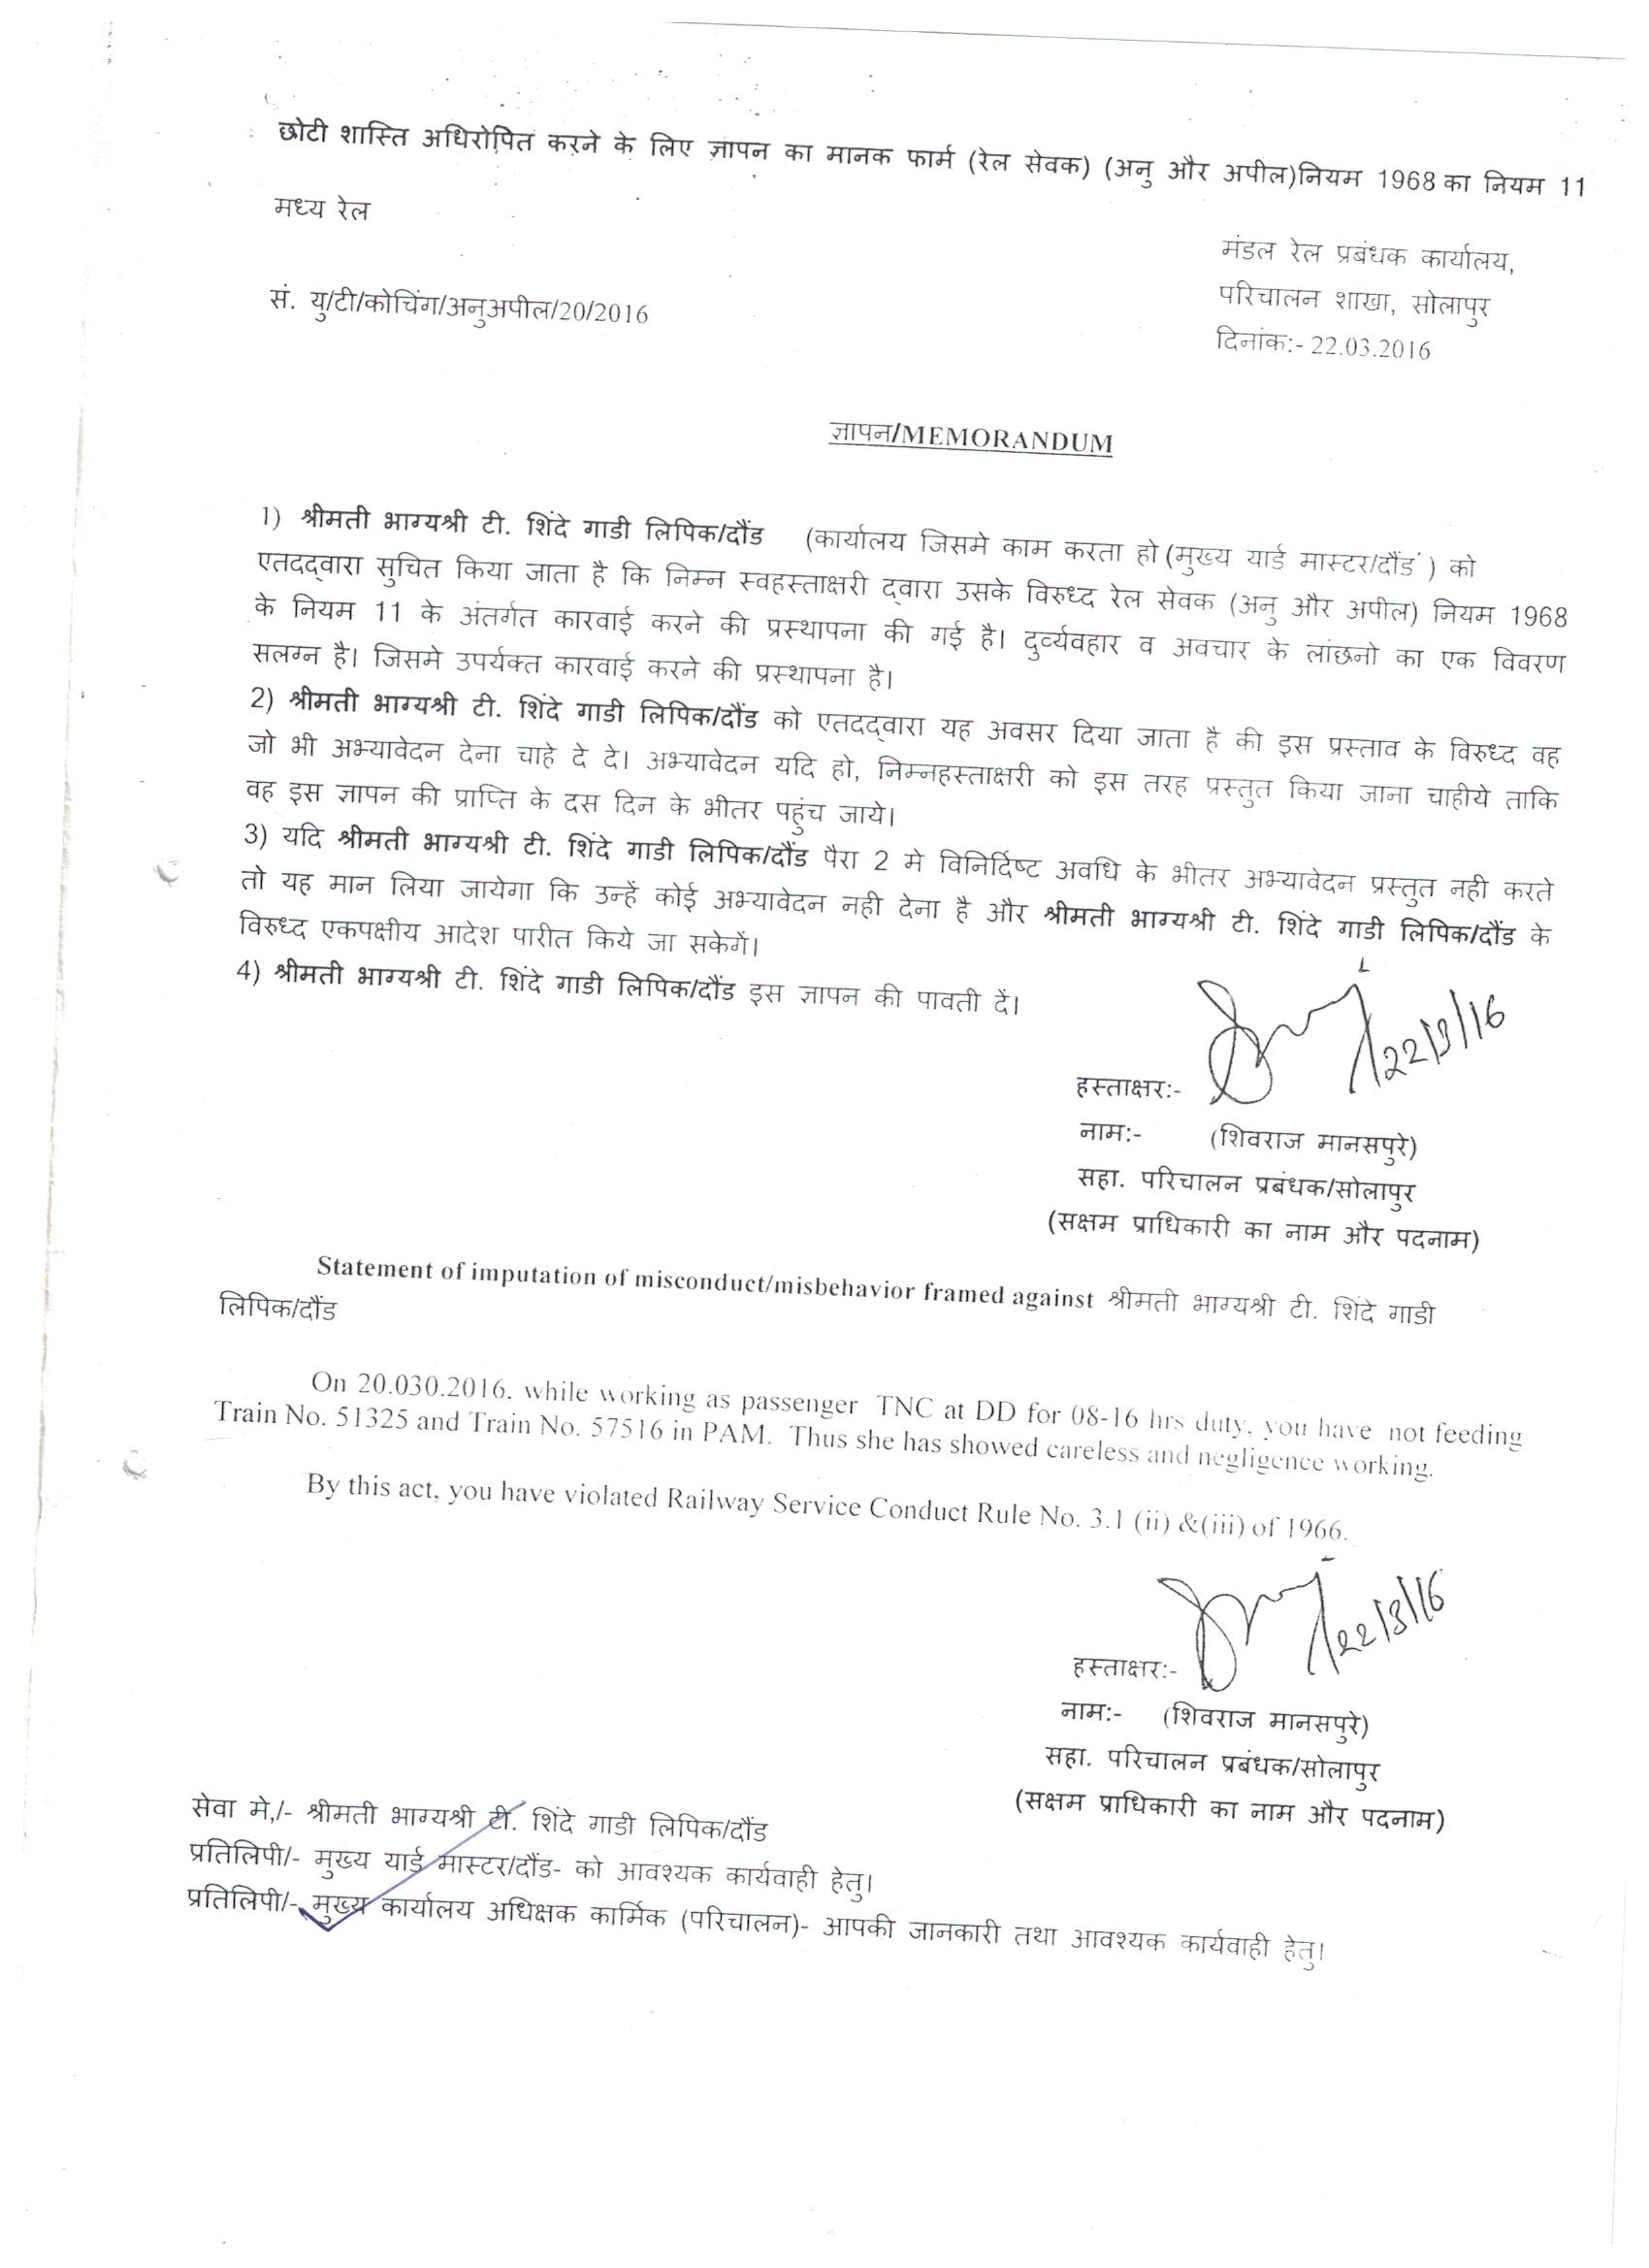 छोटी शास्ति अधिरोपित करने के लिए ज्ञापन का मानक फार्म (रेल सेवक) (अनु और अपील)नियम 1968 का नियम 11
मध्य रेल
मंडल रेल प्रबंधक कार्यालय,
परिचालन शाखा, सोलापुर
सं. यु/टी/कोचिंग/अनुअपील/20/2016
दिनांक:- 22.03.2016
ज्ञापन/MEMORANDUM
1) श्रीमती भाग्यश्री टी. शिंदे गाडी लिपिक/दौंड (कार्यालय जिसमे काम करता हो (मुख्य यार्ड मास्टर/दौंड ) को
एतदद्वारा सुचित किया जाता है कि निम्न स्वहस्ताक्षरी द्वारा उसके विरुध्द रेल सेवक (अनु और अपील) नियम 1968
के नियम 11 के अंतर्गत कारवाई करने की प्रस्थापना की गई है। दुर्व्यवहार व अवचार के लांछनो का एक विवरण
सलग्न है। जिसमे उपर्यक्त कारवाई करने की प्रस्थापना है।
2) श्रीमती भाग्यश्री टी. शिंदे गाडी लिपिक/दौंड को एतदद्वारा यह अवसर दिया जाता है की इस प्रस्ताव के विरुध्द वह
जो भी अभ्यावेदन देना चाहे दे दे। अभ्यावेदन यदि हो, निम्नहस्ताक्षरी को इस तरह प्रस्तुत किया जाना चाहीये ताकि
वह इस ज्ञापन की प्राप्ति के दस दिन के भीतर पहुंच जाये।
3) यदि श्रीमती भाग्यश्री टी. शिंदे गाडी लिपिक/दौंड पैरा 2 मे विनिर्दिष्ट अवधि के भीतर अभ्यावेदन प्रस्तुत नही करते
तो यह मान लिया जायेगा कि उन्हें कोई अभ्यावेदन नही देना है और श्रीमती भाग्यश्री टी. शिंदे गाडी लिपिक/दौंड के
विरुध्द एकपक्षीय आदेश पारीत किये जा सकेगें।
4) श्रीमती भाग्यश्री टी. शिंदे गाडी लिपिक/दौंड इस ज्ञापन की पावती दें।
22/3/16
हस्ताक्षर:-
नाम:- (शिवराज मानसपुरे)
सहा. परिचालन प्रबंधक/सोलापुर
(सक्षम प्राधिकारी का नाम और पदनाम)
Statement of imputation of misconduct/misbehavior framed against श्रीमती भाग्यश्री टी. शिंदे गाडी
लिपिक/दौंड
On 20.030.2016. while working as passenger TNC at DD for 08-16 hrs duty, you have not feeding
Train No. 51325 and Train No. 57516 in PAM. Thus she has showed careless and negligence working.
By this act, you have violated Railway Service Conduct Rule No. 3.1 (ii) &(iii) of 1966.
22/3/16
हस्ताक्षर:-
नाम:- (शिवराज मानसपुरे)
सहा. परिचालन प्रबंधक/सोलापुर
(सक्षम प्राधिकारी का नाम और पदनाम)
सेवा मे,/- श्रीमती भाग्यश्री टी. शिंदे गाडी लिपिक/दौंड
प्रतिलिपी/- मुख्य यार्ड मास्टर/दौंड- को आवश्यक कार्यवाही हेतु।
प्रतिलिपी/- मुख्य कार्यालय अधिक्षक कार्मिक (परिचालन)- आपकी जानकारी तथा आवश्यक कार्यवाही हेतु।